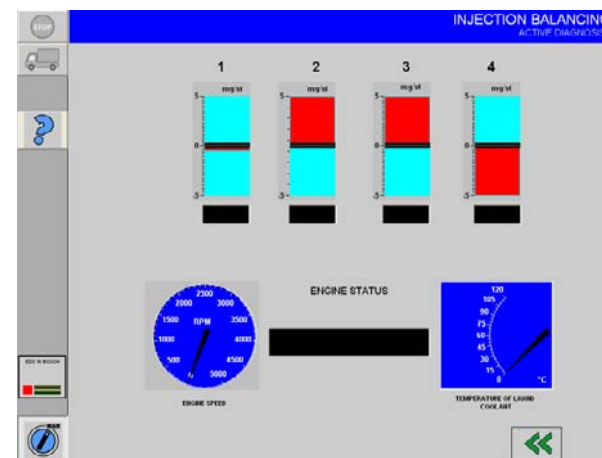 STOP
INJECTION BALANCING
ACTIVE DIAGNOSIS
1 2 3 4
mg/st mg/st mg/st mg/st
5 5 5 5
0 0 0 0
-5 -5 -5 -5
ENGINE STATUS
2500
2000 3000
1500 RPM 3500
1000 4000
500 4500
0 5000
ENGINE SPEED
120
105
90
75
60
45
30
15
0 °C
TEMPERATURE OF LIQUID
COOLANT
MAN